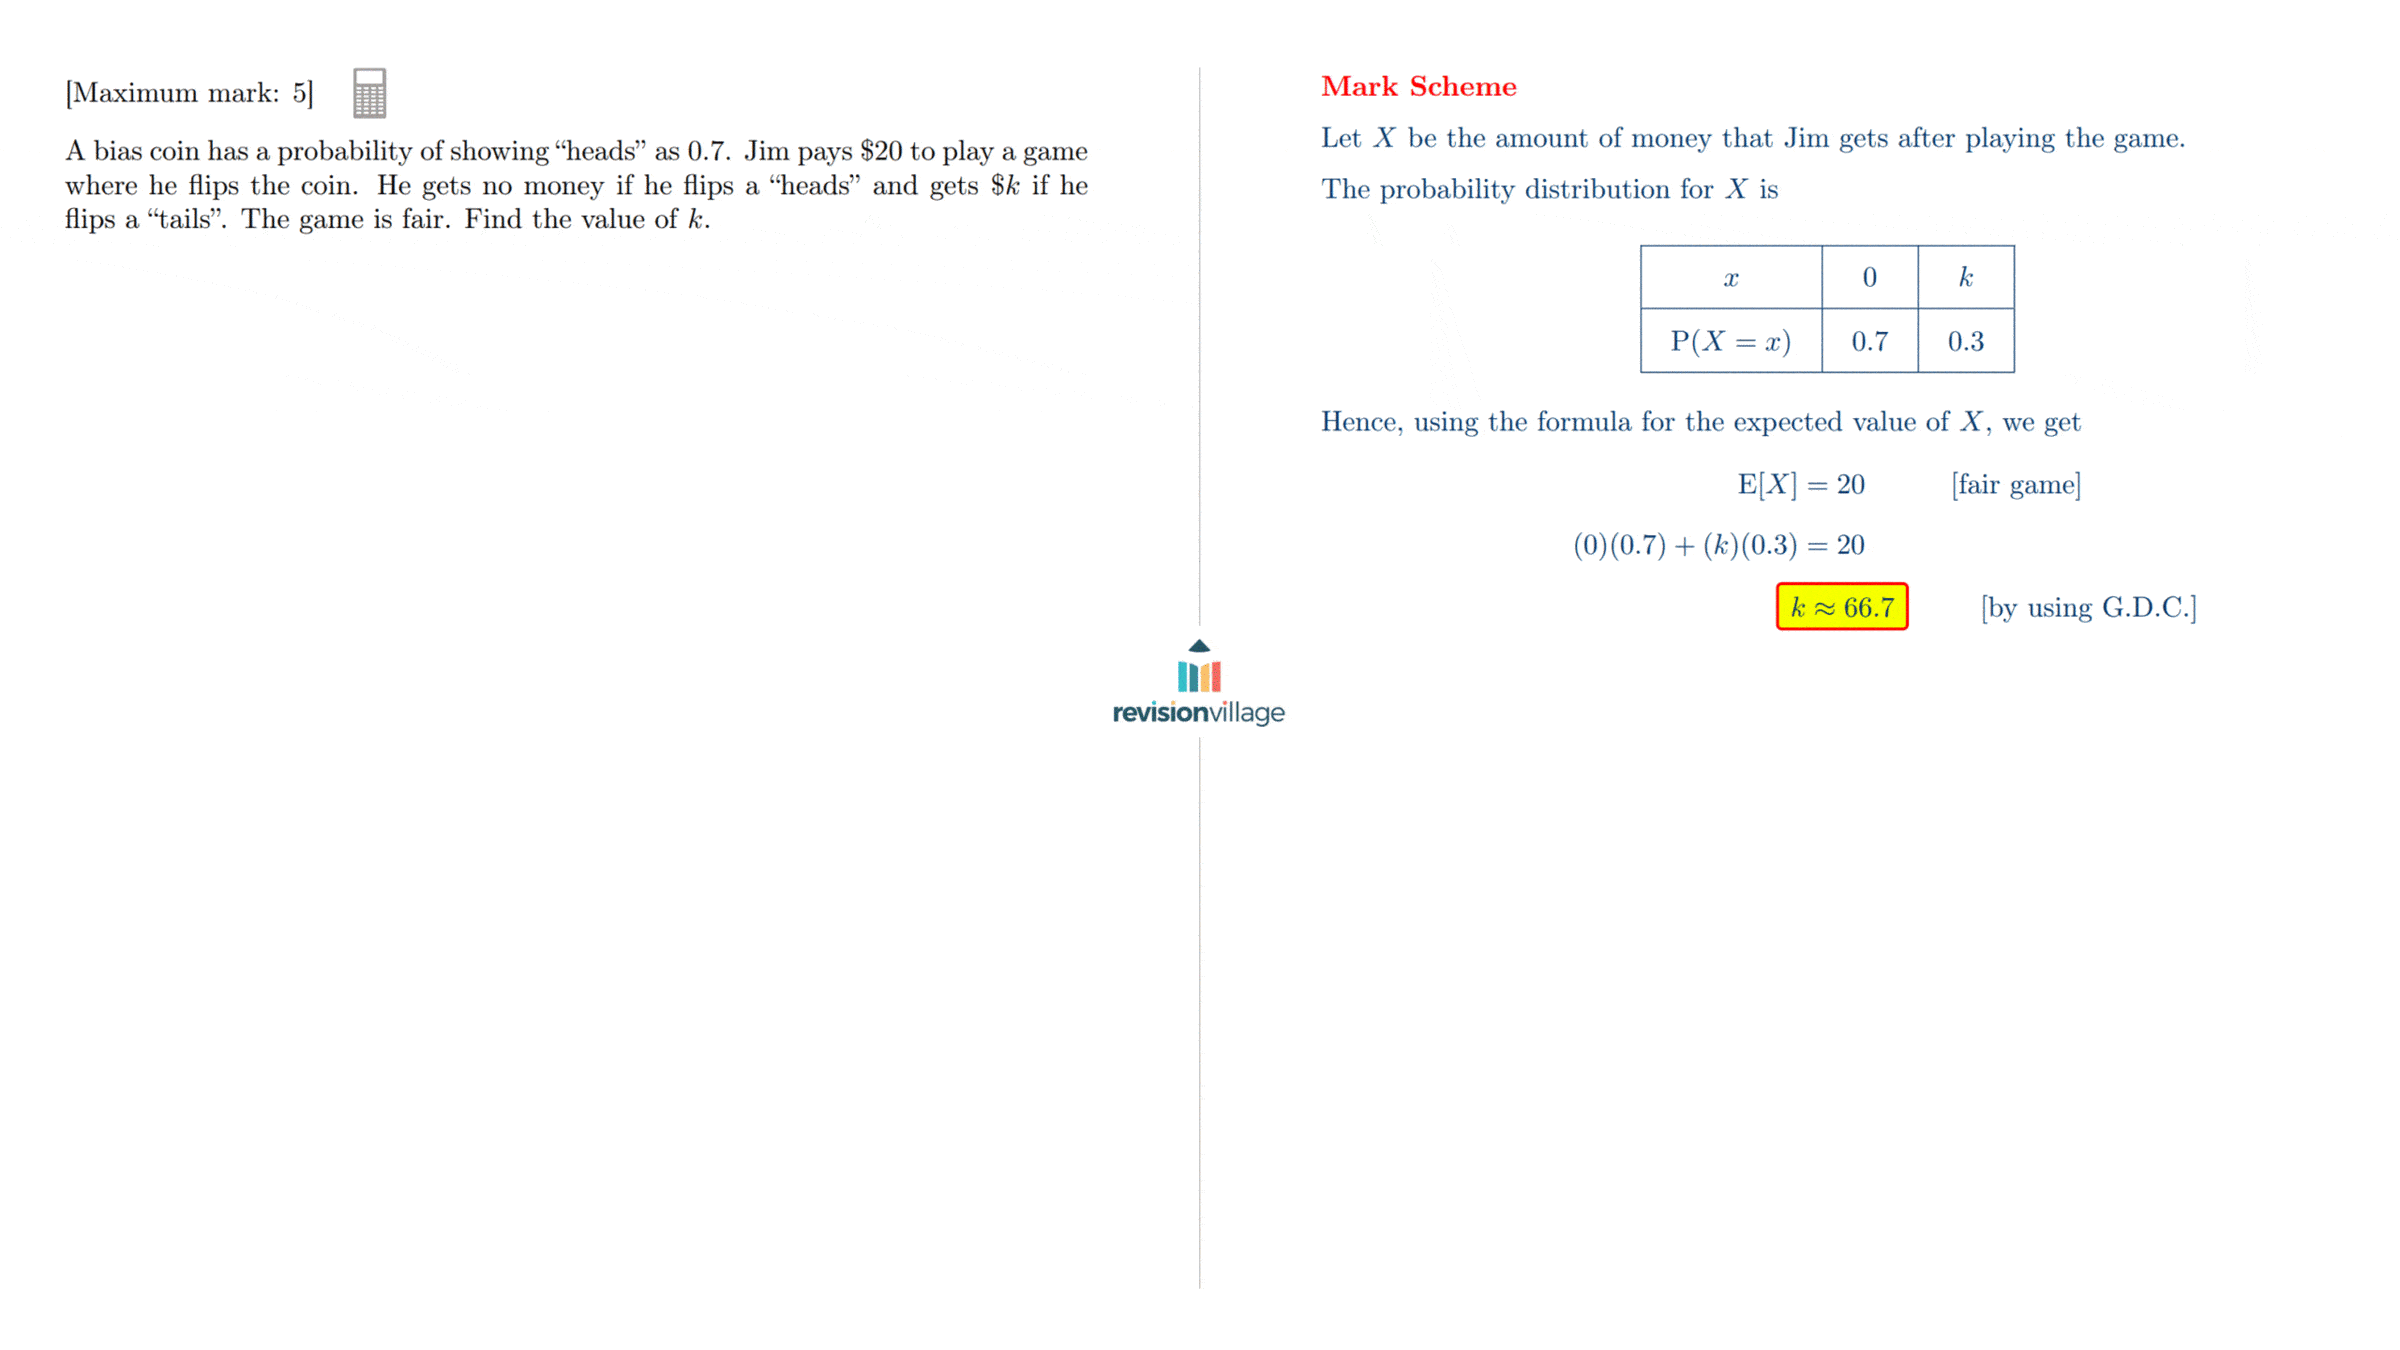 [Maximum mark: 5]
A bias coin has a probability of showing “heads” as 0.7. Jim pays $20 to play a game
where he flips the coin. He gets no money if he flips a “heads” and gets $k if he
flips a “tails”. The game is fair. Find the value of k.
Mark Scheme
Let X be the amount of money that Jim gets after playing the game.
The probability distribution for X is
x 0 k
P(X = x) 0.7 0.3
Hence, using the formula for the expected value of X, we get
E[X] = 20 [fair game]
(0)(0.7) + (k)(0.3) = 20
k ≈ 66.7 [by using G.D.C.]
revisionvillage